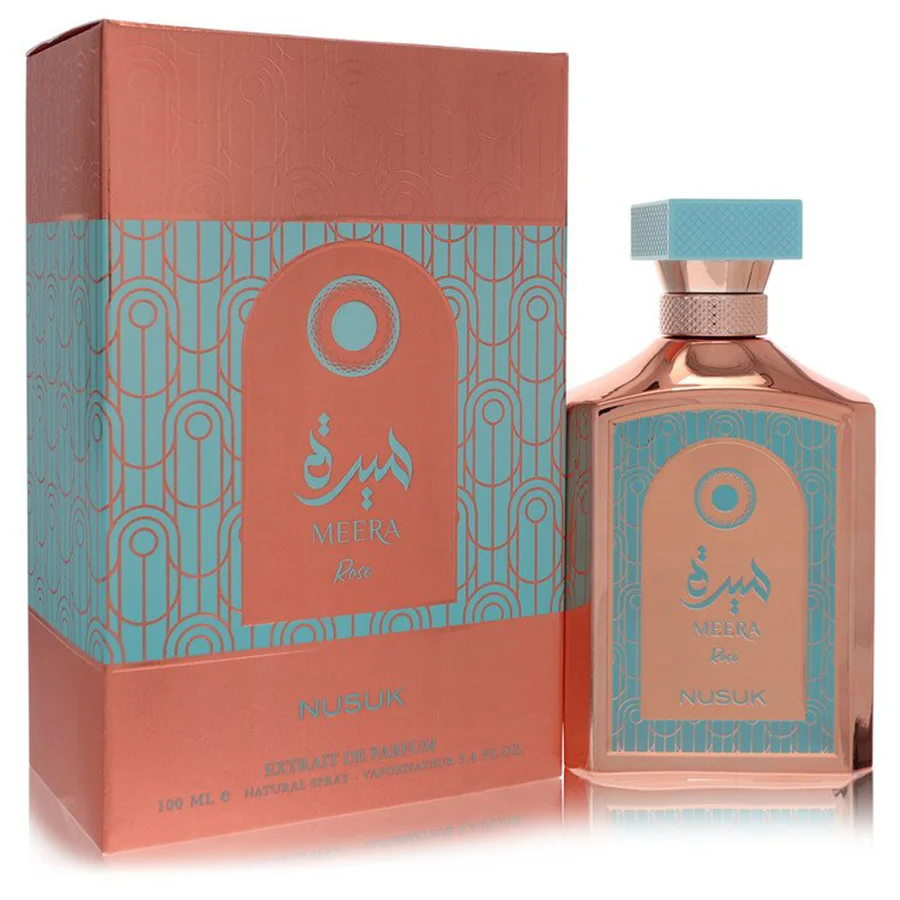 ميرة
MEERA
Rose
NUSUK
EXTRAIT DE PARFUM
100 ML e NATURAL SPRAY - VAPORISATEUR 3.4 FL.OZ.
ميرة
MEERA
Rose
NUSUK